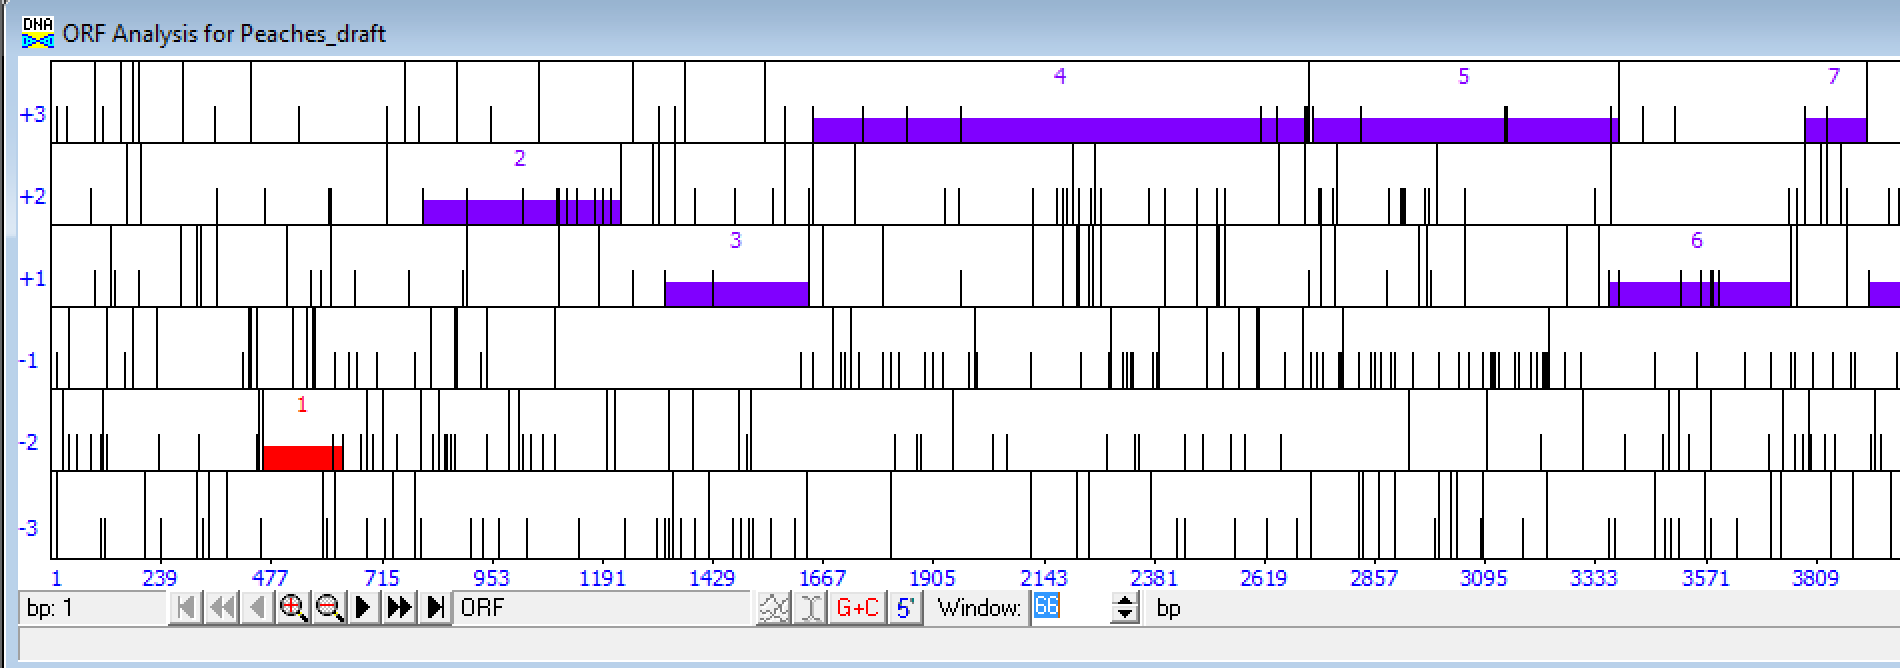 DNA
ORF Analysis for Peaches_draft
4 5 7
+3
2
+2
3 6
+1
-1
1
-2
-3
1 239 477 715 953 1191 1429 1667 1905 2143 2381 2619 2857 3095 3333 3571 3809
bp: 1 ORF G+C 5' Window: 66 bp